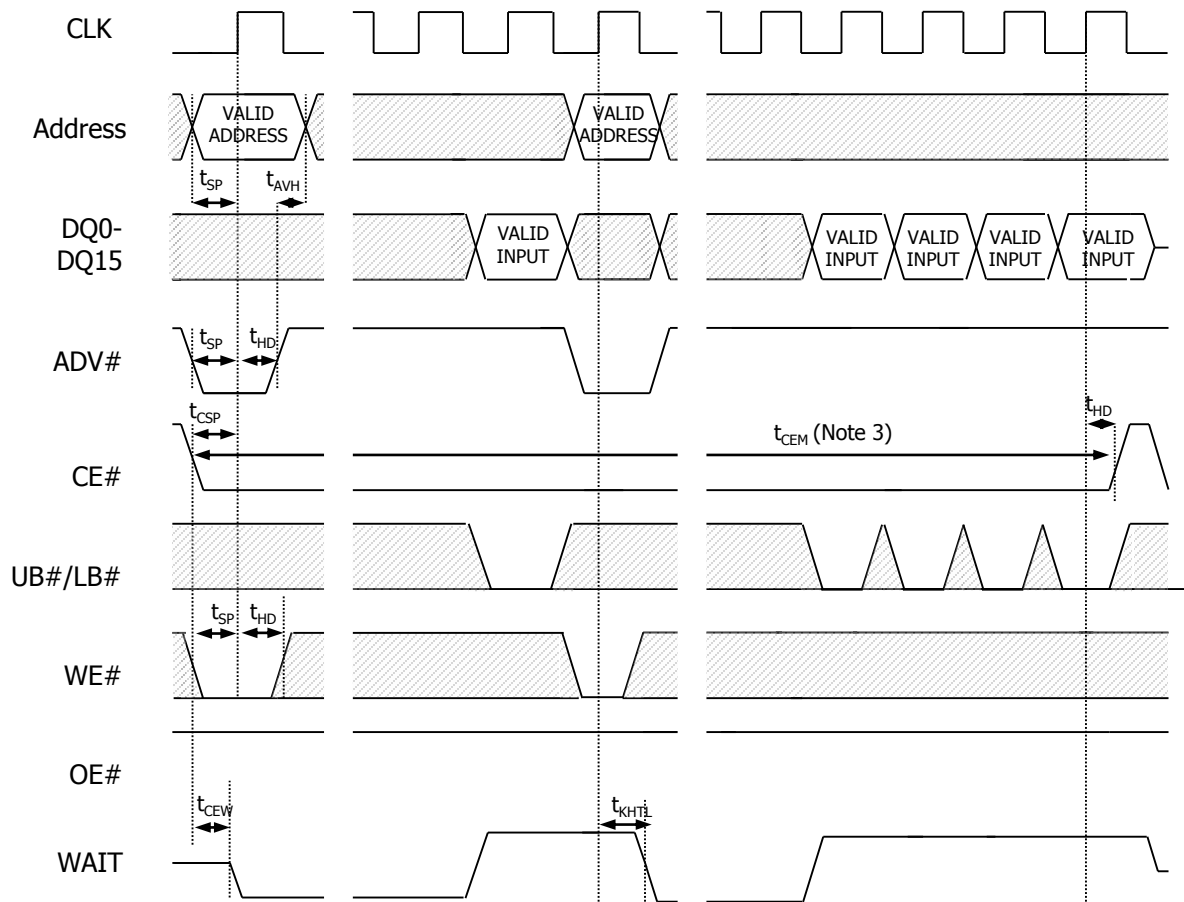 CLK
Address
VALID
ADDRESS
VALID
ADDRESS
tSP
tAVH
DQ0-
DQ15
VALID
INPUT
VALID
INPUT
VALID
INPUT
VALID
INPUT
VALID
INPUT
ADV#
tSP
tHD
tCSP
tHD
tCEM (Note 3)
CE#
UB#/LB#
tSP
tHD
WE#
OE#
tCEW
tKHTL
WAIT